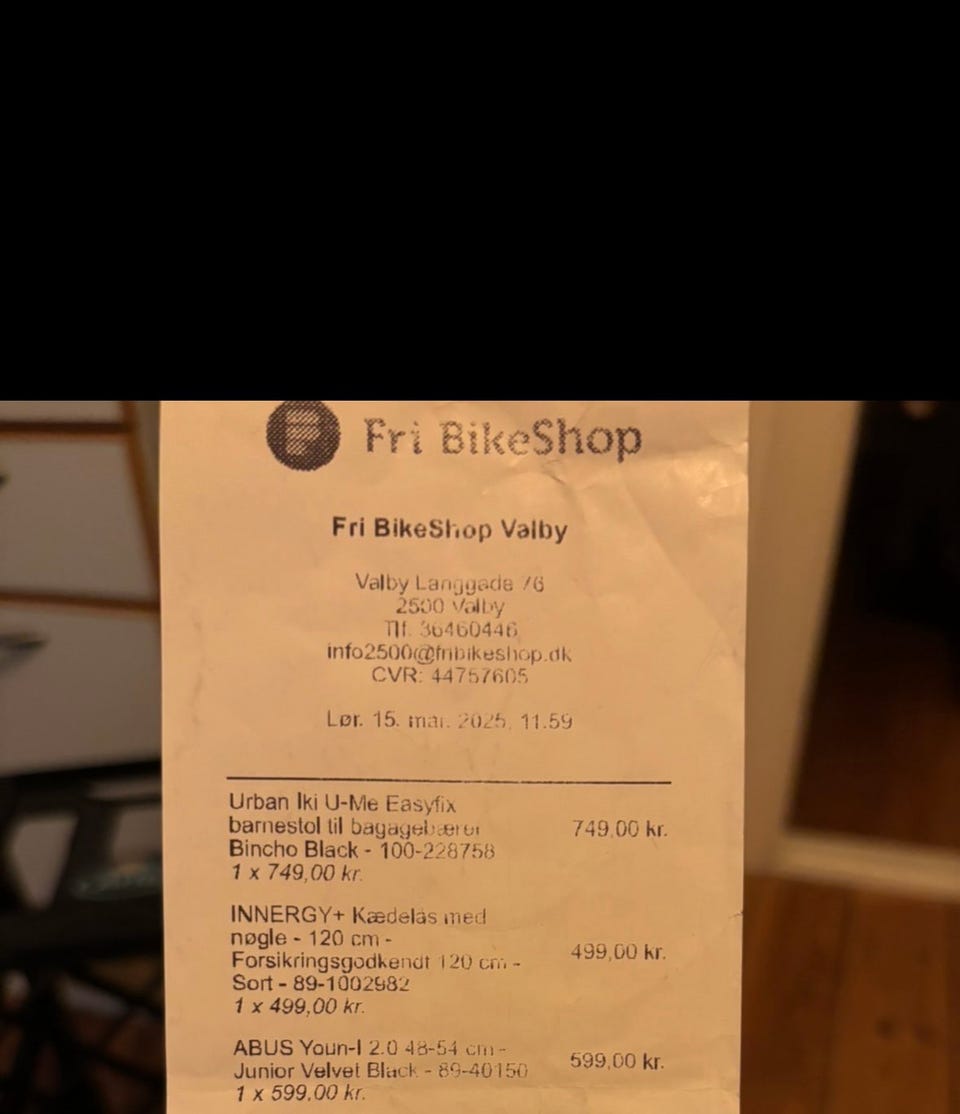 Fri BikeShop
Fri BikeShop Valby
Valby Langgade 76
2500 Valby
Tlf. 36460446
info2500@fribikeshop.dk
CVR: 44757605
Lør. 15. mar. 2025, 11.59
Urban Iki U-Me Easyfix
barnestol til bagagebærer 749,00 kr.
Bincho Black - 100-228758
1 x 749,00 kr.
INNERGY+ Kædelås med
nøgle - 120 cm - 499,00 kr.
Forsikringsgodkendt 120 cm -
Sort - 89-1002982
1 x 499,00 kr.
ABUS Youn-I 2.0 48-54 cm - 599,00 kr.
Junior Velvet Black - 89-40150
1 x 599,00 kr.